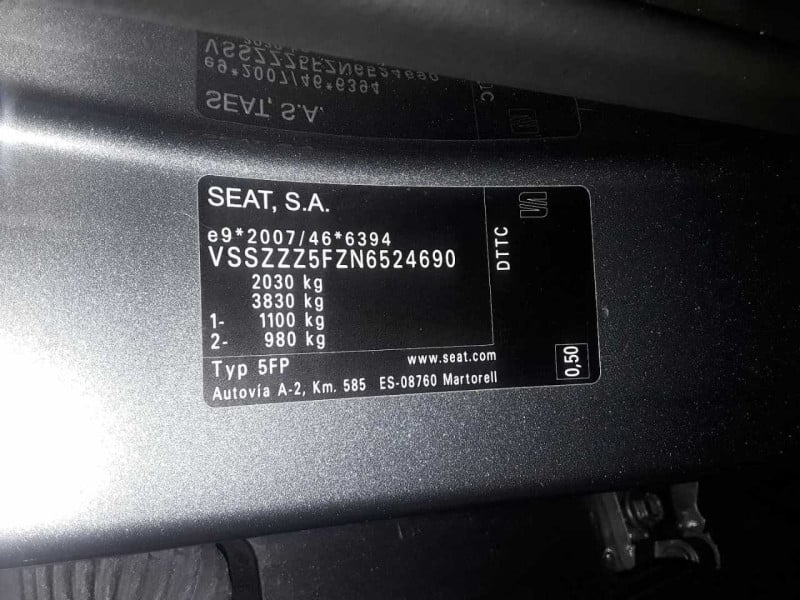 SEAT, S.A.
e9*2007/46*6394
VSSZZZ5FZN6524690
2030 kg
3830 kg
1- 1100 kg
2- 980 kg
DTTC
0,50
Typ 5FP www.seat.com
Autovía A-2, Km. 585 ES-08760 Martorell